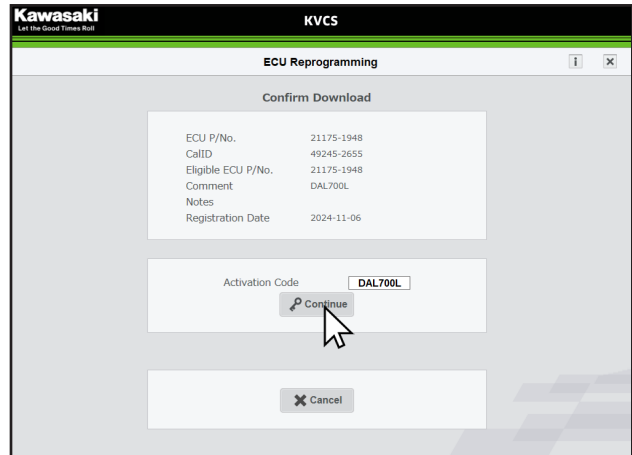 Kawasaki
Let the Good Times Roll
KVCS
ECU Reprogramming
i
x
Confirm Download
ECU P/No. 21175-1948
CalID 49245-2655
Eligible ECU P/No. 21175-1948
Comment DAL700L
Notes
Registration Date 2024-11-06
Activation Code DAL700L
Continue
Cancel